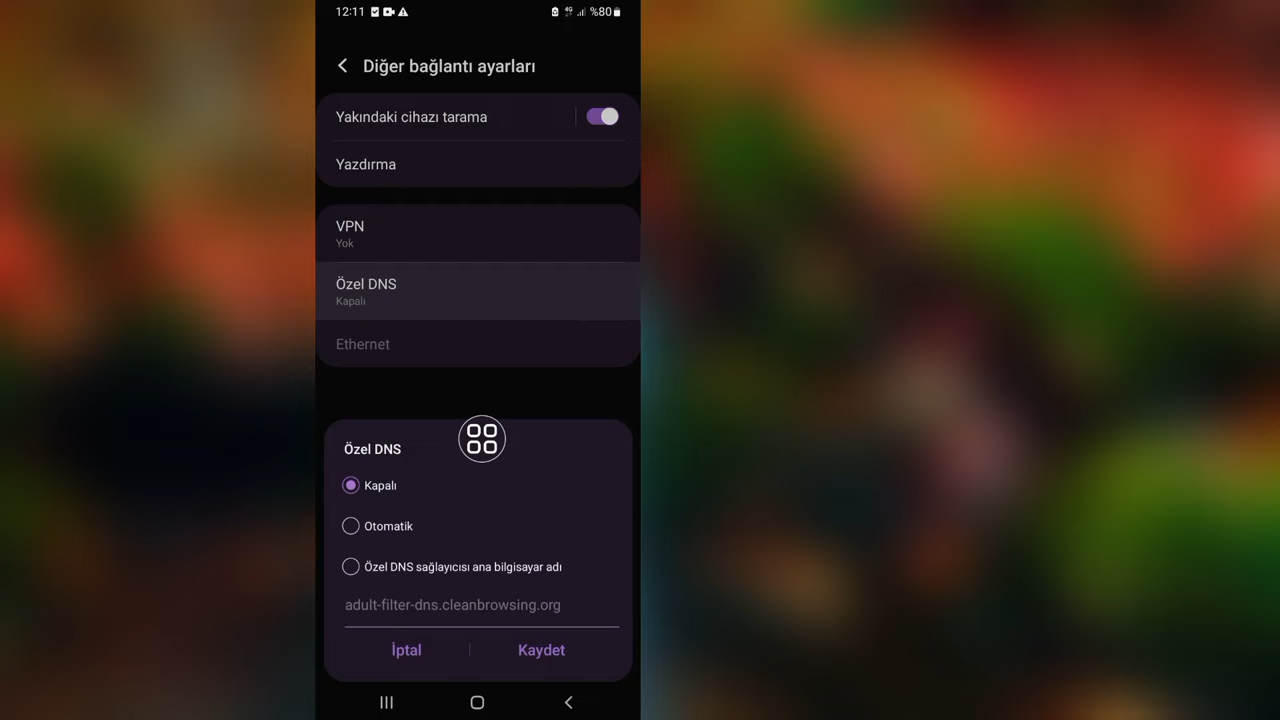 12:11 4G %80
Diğer bağlantı ayarları
Yakındaki cihazı tarama
Yazdırma
VPN
Yok
Özel DNS
Kapalı
Ethernet
Özel DNS
Kapalı
Otomatik
Özel DNS sağlayıcısı ana bilgisayar adı
adult-filter-dns.cleanbrowsing.org
İptal Kaydet